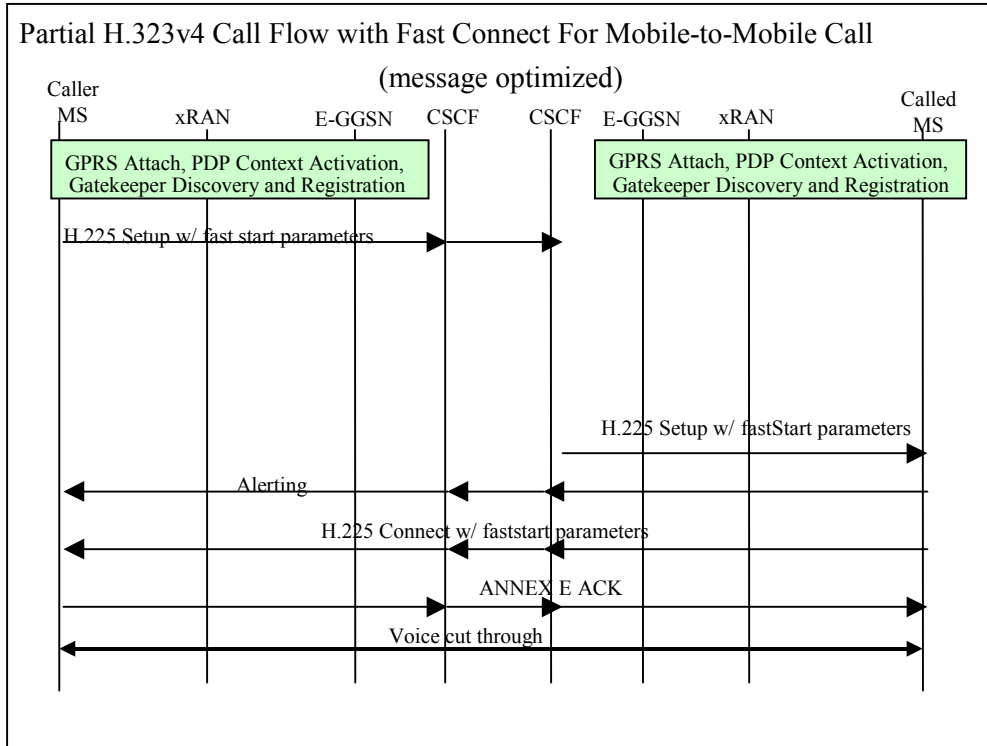 Partial H.323v4 Call Flow with Fast Connect For Mobile-to-Mobile Call
(message optimized)
Caller
MS
xRAN
E-GGSN
CSCF
CSCF
E-GGSN
xRAN
Called
MS
GPRS Attach, PDP Context Activation,
Gatekeeper Discovery and Registration
GPRS Attach, PDP Context Activation,
Gatekeeper Discovery and Registration
H.225 Setup w/ fast start parameters
H.225 Setup w/ fastStart parameters
Alerting
H.225 Connect w/ faststart parameters
ANNEX E ACK
Voice cut through